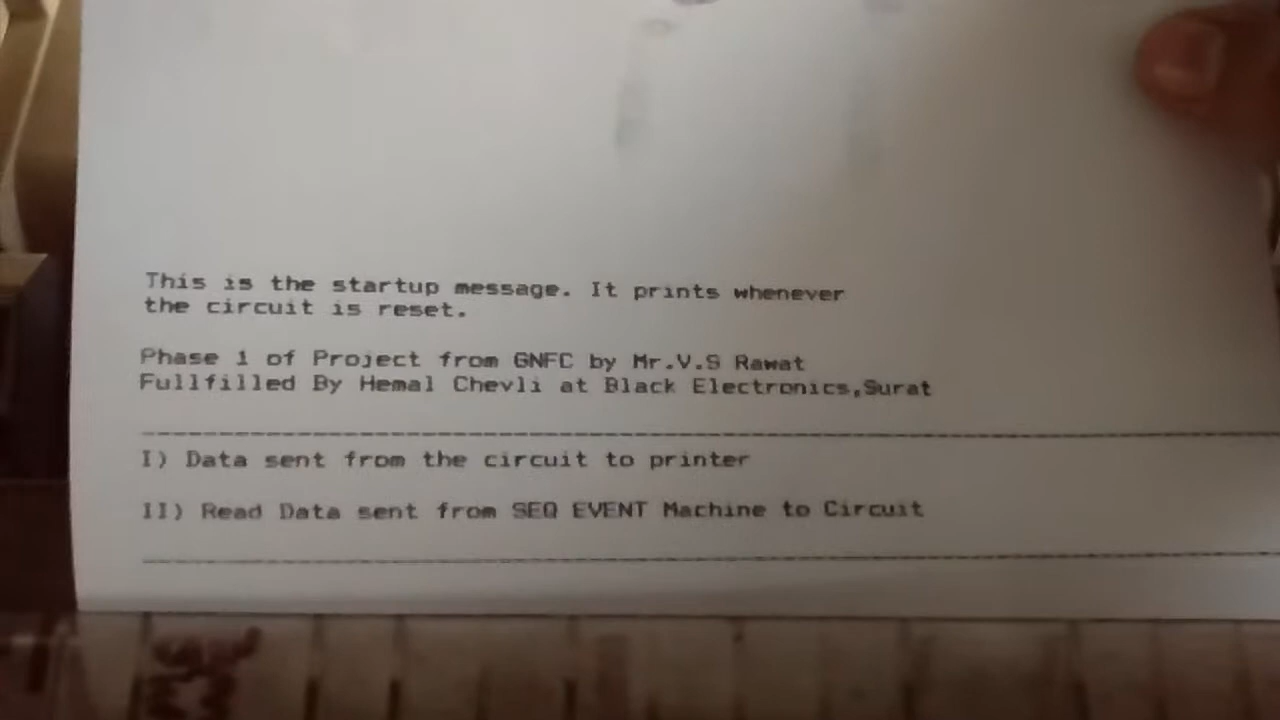 This is the startup message. It prints whenever
the circuit is reset.
Phase 1 of Project from GNFC by Mr.V.S Rawat
Fullfilled By Hemal Chevli at Black Electronics,Surat
I) Data sent from the circuit to printer
II) Read Data sent from SEQ EVENT Machine to Circuit